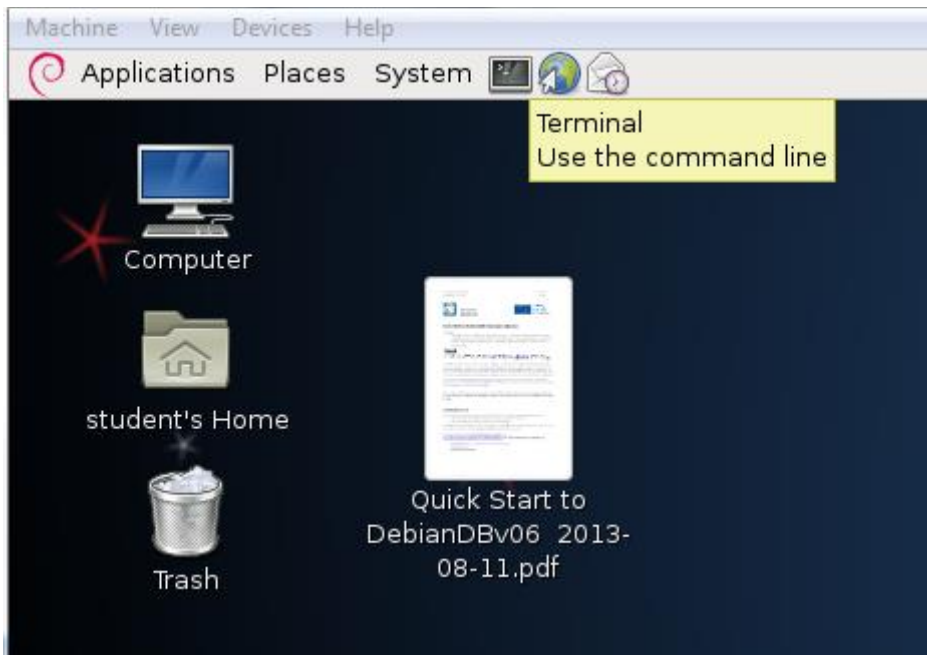 Machine View Devices Help
Applications Places System
Terminal
Use the command line
Computer
student's Home
Trash
Quick Start to
DebianDBv06 2013-
08-11.pdf